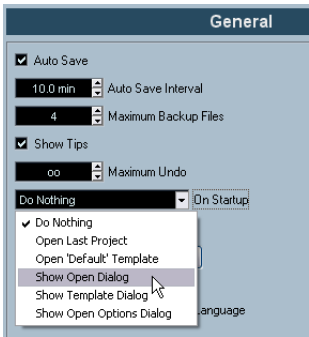 General
Auto Save
10.0 min Auto Save Interval
4 Maximum Backup Files
Show Tips
oo Maximum Undo
Do Nothing On Startup
Do Nothing
Open Last Project
Open 'Default' Template
Show Open Dialog
Show Template Dialog
Show Open Options Dialog
anguage